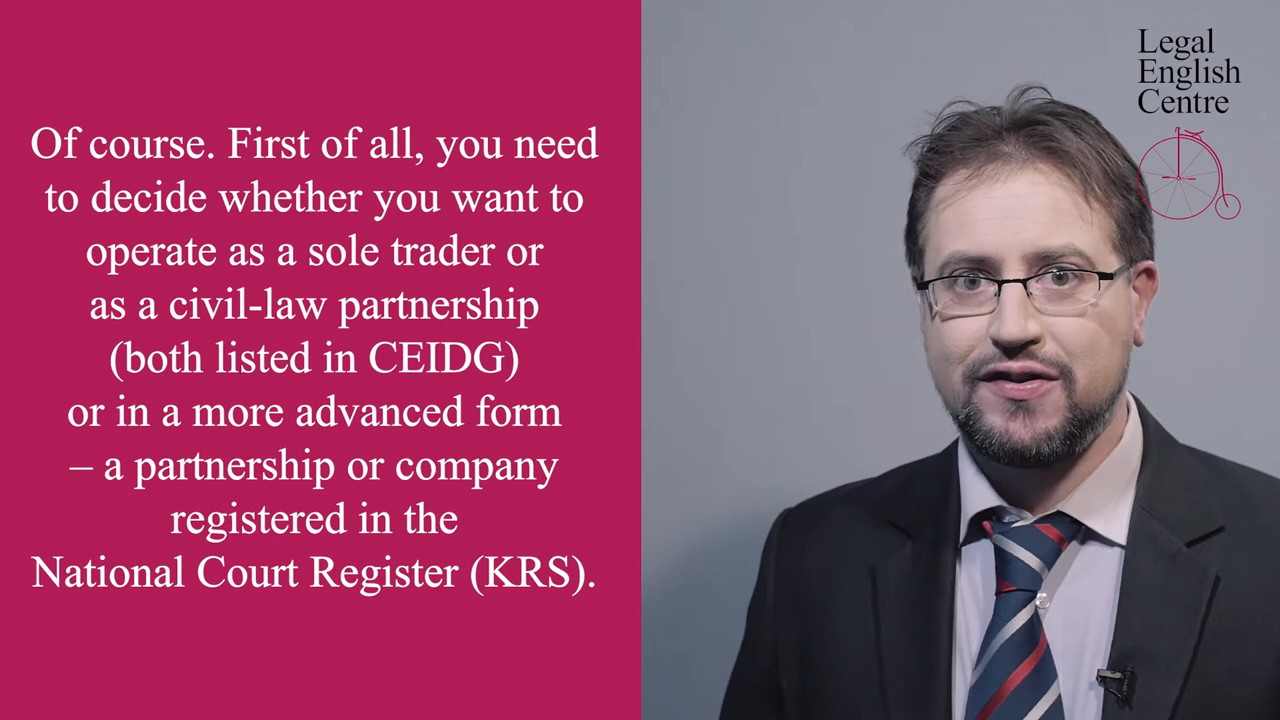 Of course. First of all, you need
to decide whether you want to
operate as a sole trader or
as a civil-law partnership
(both listed in CEIDG)
or in a more advanced form
– a partnership or company
registered in the
National Court Register (KRS).
Legal
English
Centre